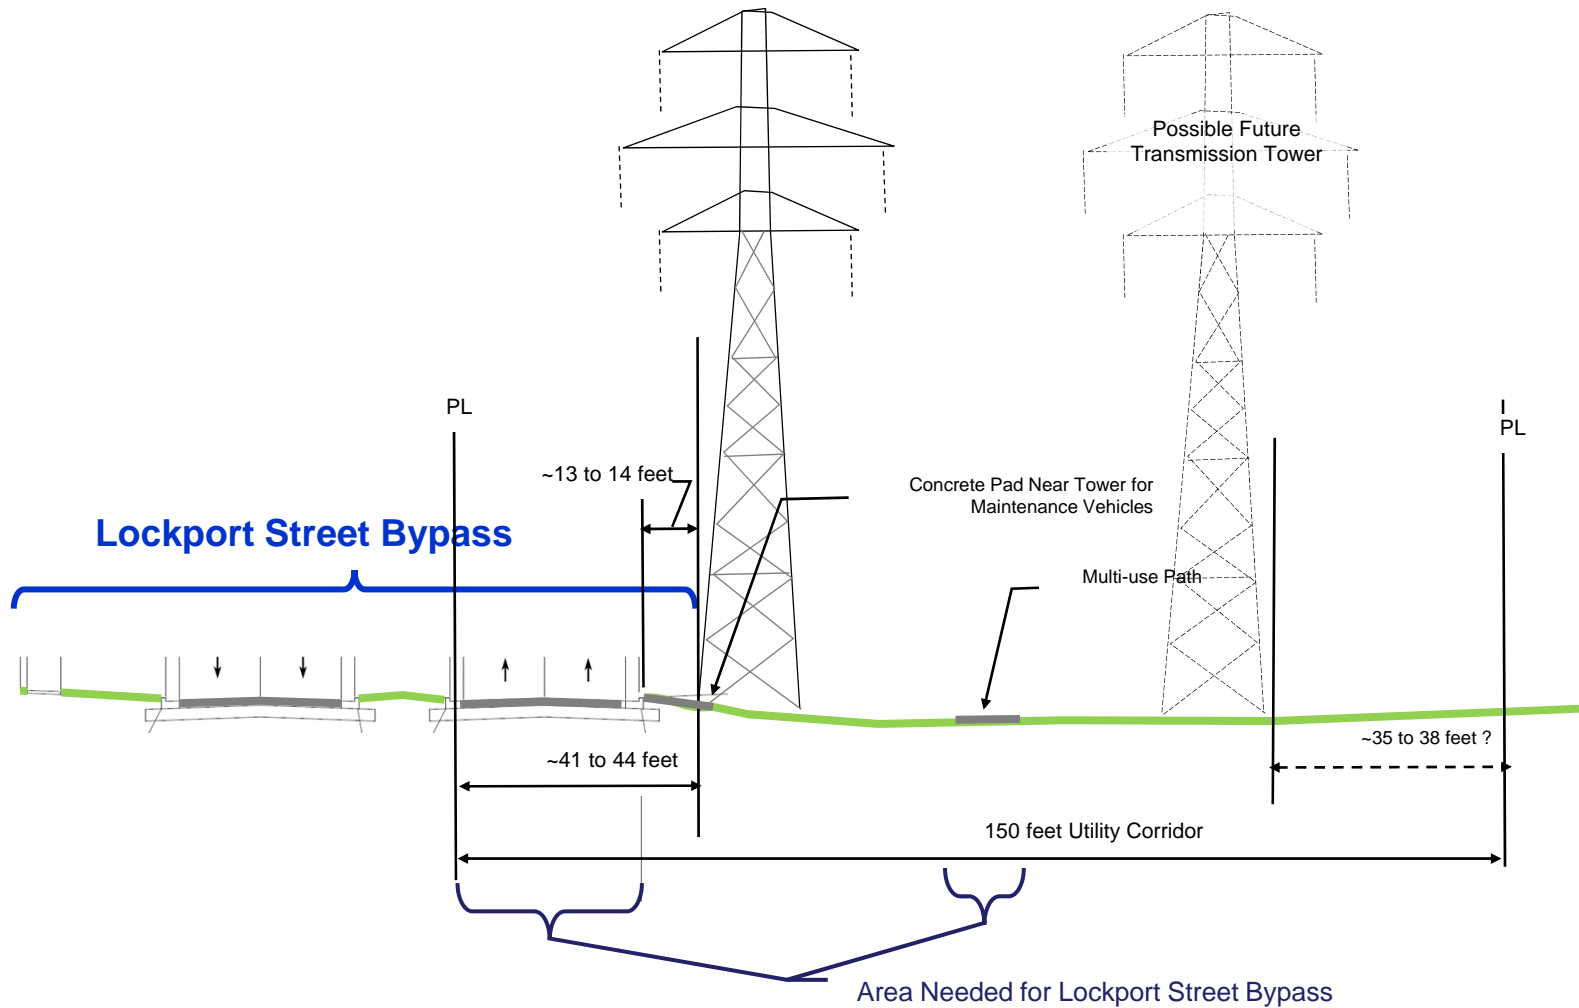 Possible Future
Transmission Tower
PL
PL
~13 to 14 feet
Concrete Pad Near Tower for
Maintenance Vehicles
Lockport Street Bypass
Multi-use Path
~35 to 38 feet ?
~41 to 44 feet
150 feet Utility Corridor
Area Needed for Lockport Street Bypass